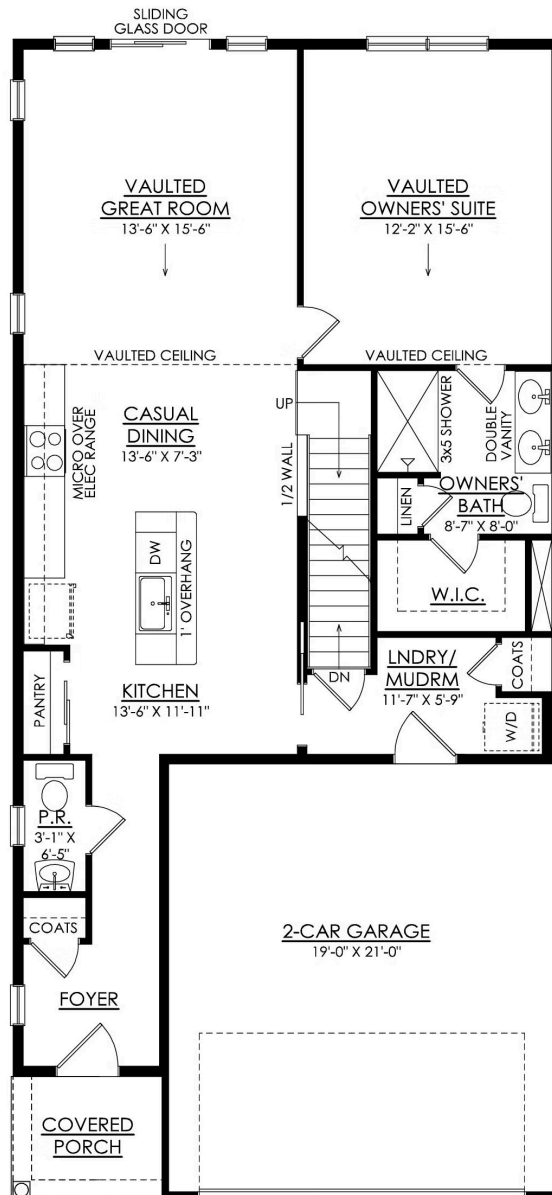 SLIDING
GLASS DOOR
VAULTED
GREAT ROOM
13'-6" X 15'-6"
VAULTED
OWNERS' SUITE
12'-2" X 15'-6"
VAULTED CEILING
VAULTED CEILING
MICRO OVER
ELEC RANGE
CASUAL
DINING
13'-6" X 7'-3"
UP
1/2 WALL
3x5 SHOWER
DOUBLE
VANITY
LINEN
OWNERS'
BATH
8'-7" X 8'-0"
DW
1' OVERHANG
W.I.C.
KITCHEN
13'-6" X 11'-11"
PANTRY
DN
LNDRY/
MUDRM
11'-7" X 5'-9"
COATS
W/D
P.R.
3'-1" X
6'-5"
COATS
FOYER
2-CAR GARAGE
19'-0" X 21'-0"
COVERED
PORCH